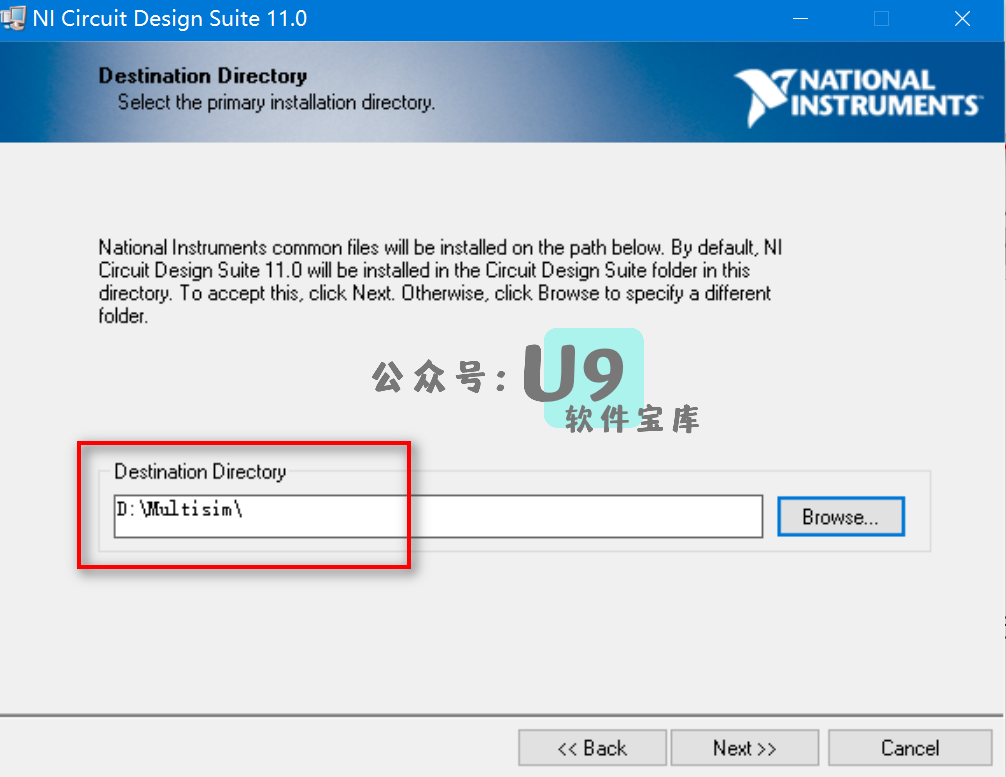 NI Circuit Design Suite 11.0
Destination Directory
Select the primary installation directory.
NATIONAL
INSTRUMENTS
National Instruments common files will be installed on the path below. By default, NI
Circuit Design Suite 11.0 will be installed in the Circuit Design Suite folder in this
directory. To accept this, click Next. Otherwise, click Browse to specify a different
folder.
公众号: U9
软件宝库
Destination Directory
D:\Multisim\
Browse...
<< Back
Next >>
Cancel